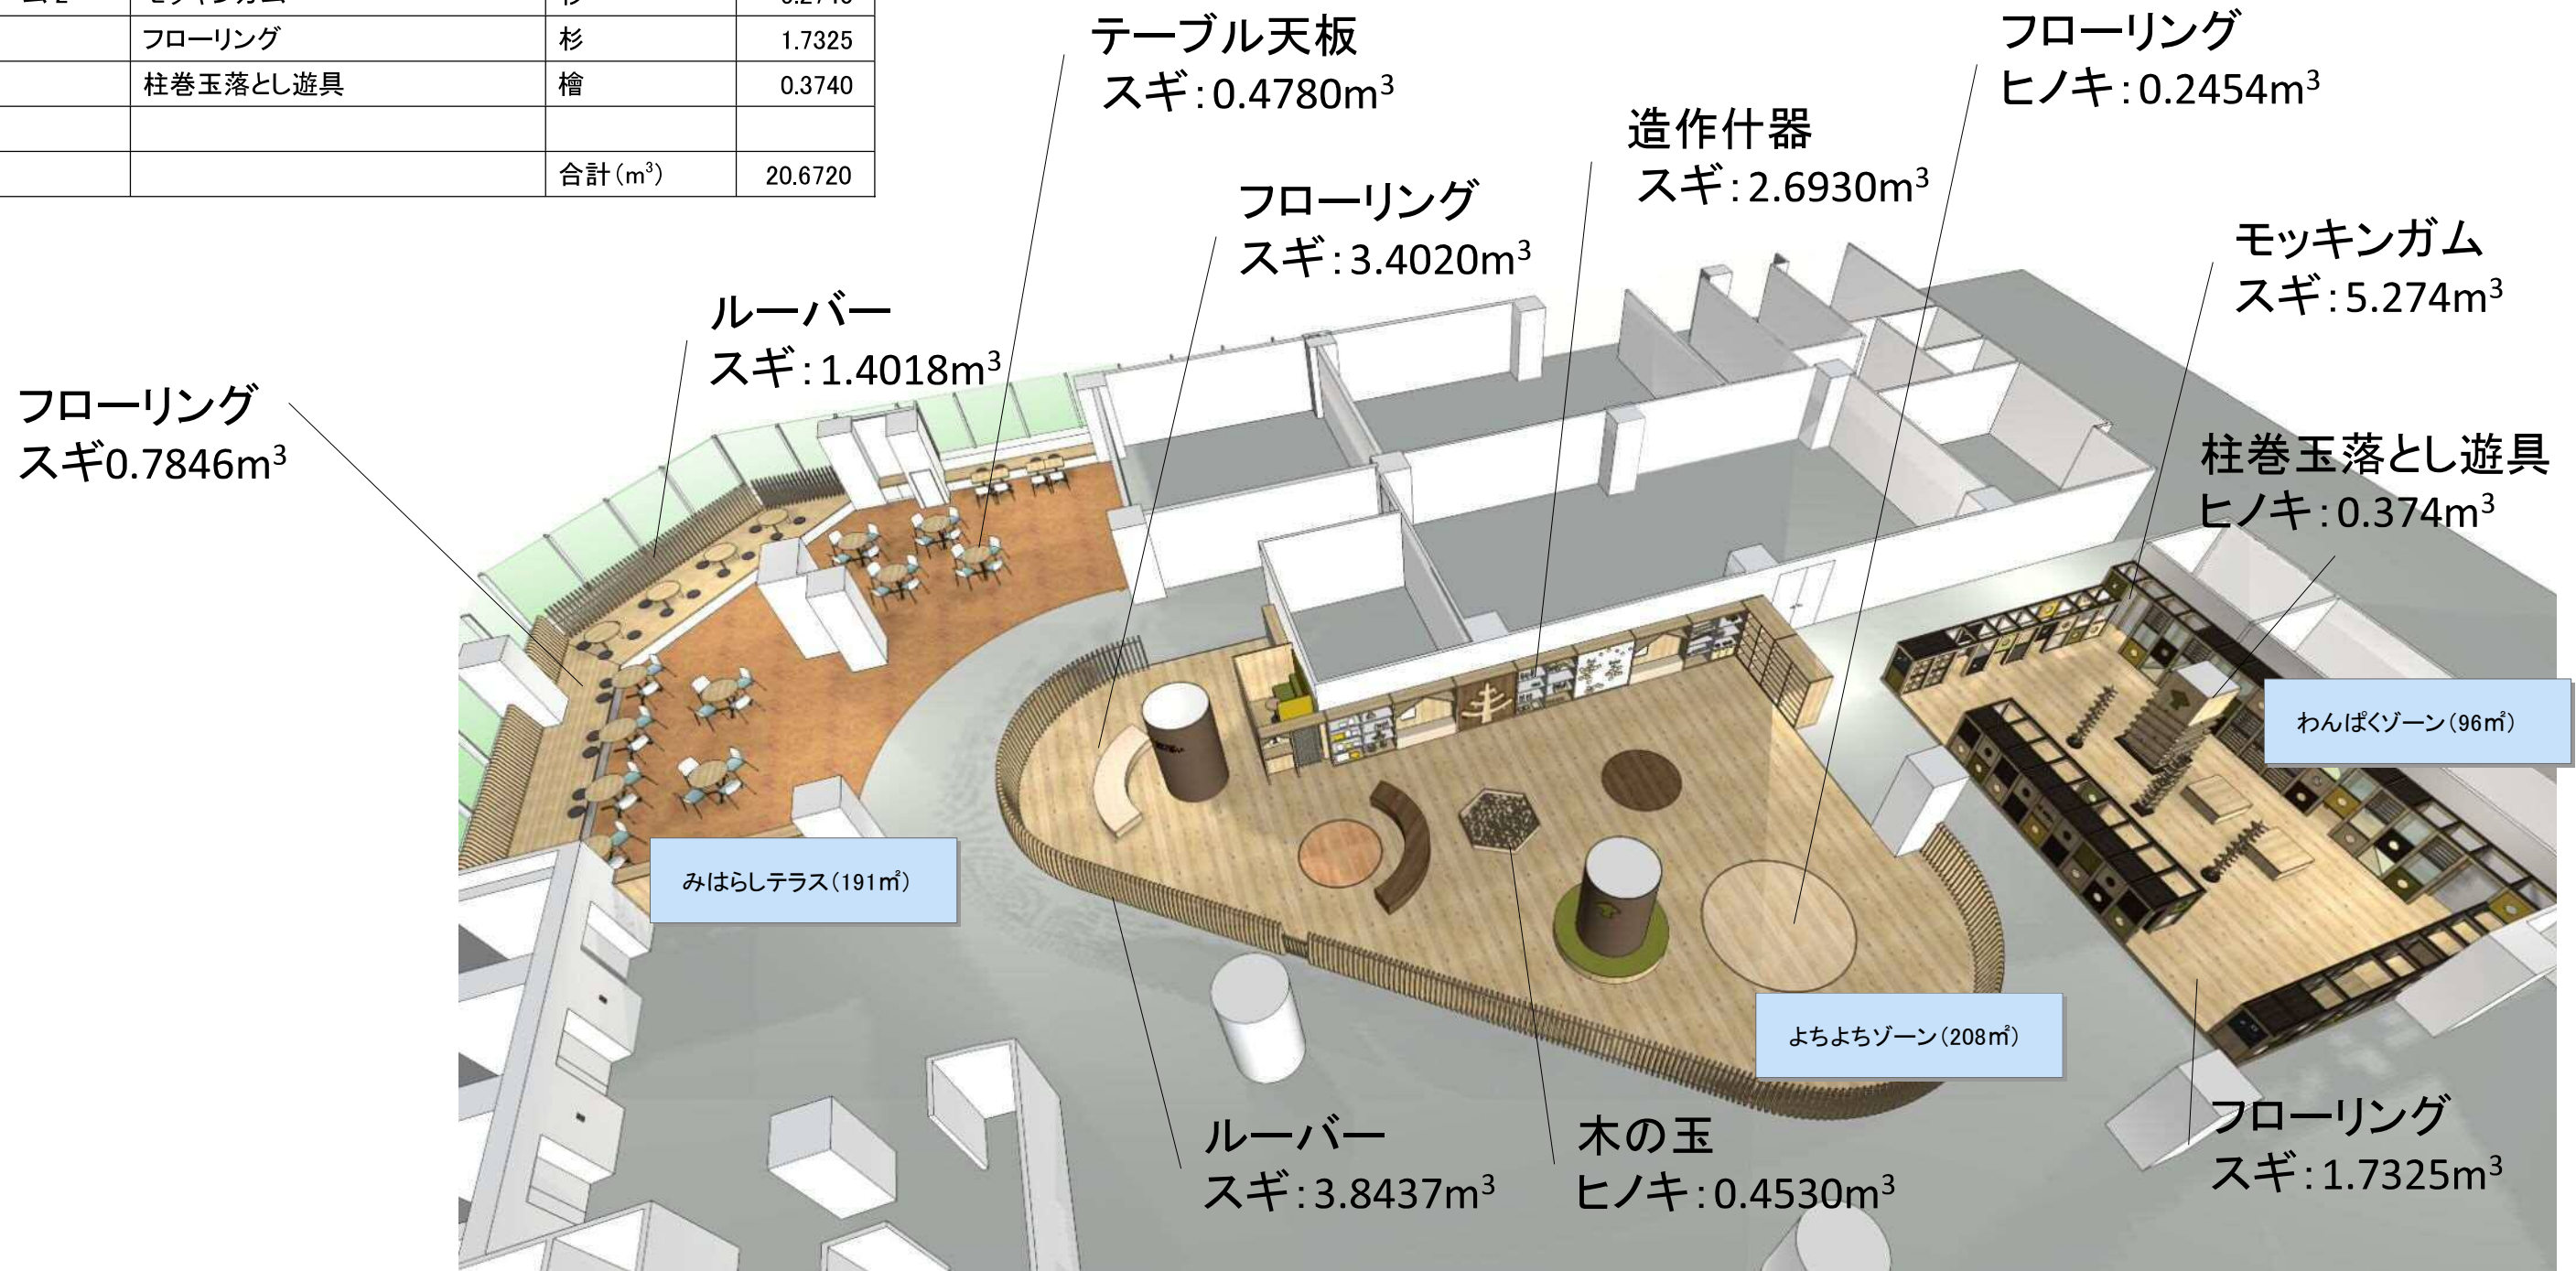 フローリング 杉 1.7325
柱巻玉落とし遊具 檜 0.3740
合計(m³) 20.6720
テーブル天板
スギ:0.4780m³
フローリング
ヒノキ:0.2454m³
造作什器
スギ:2.6930m³
フローリング
スギ:3.4020m³
モッキンガム
スギ:5.274m³
ルーバー
スギ:1.4018m³
フローリング
スギ0.7846m³
柱巻玉落とし遊具
ヒノキ:0.374m³
わんぱくゾーン(96㎡)
みはらしテラス(191㎡)
よちよちゾーン(208㎡)
ルーバー
スギ:3.8437m³
木の玉
ヒノキ:0.4530m³
フローリング
スギ:1.7325m³